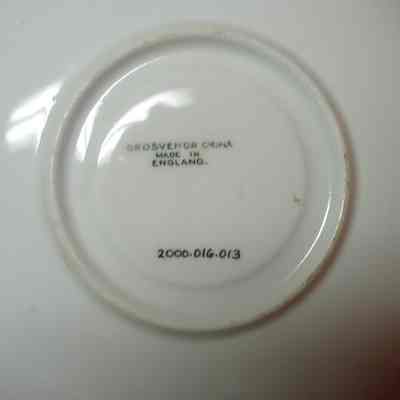 GROSVENOR CHINA
MADE IN
ENGLAND.
2000.016.013